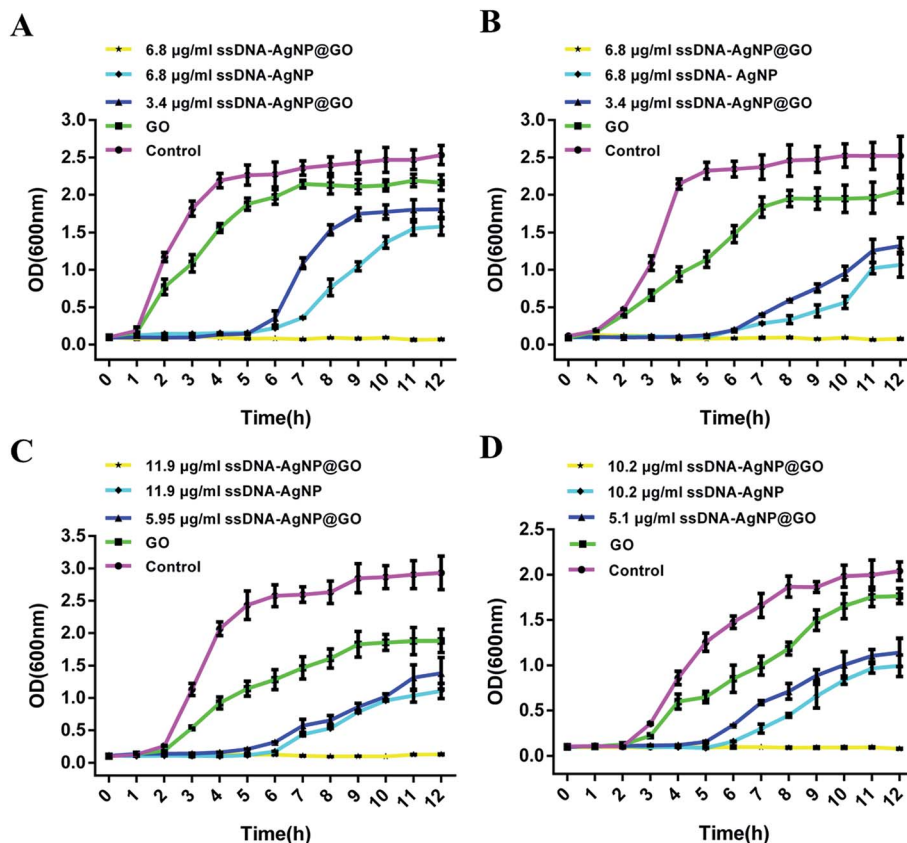 A
6.8 µg/ml ssDNA-AgNP@GO
6.8 µg/ml ssDNA-AgNP
3.4 µg/ml ssDNA-AgNP@GO
GO
Control
OD(600nm)
3.0
2.5
2.0
1.5
1.0
0.5
0.0
0 1 2 3 4 5 6 7 8 9 10 11 12
Time(h)
B
6.8 µg/ml ssDNA-AgNP@GO
6.8 µg/ml ssDNA- AgNP
3.4 µg/ml ssDNA-AgNP@GO
GO
Control
OD(600nm)
3.0
2.5
2.0
1.5
1.0
0.5
0.0
0 1 2 3 4 5 6 7 8 9 10 11 12
Time(h)
C
11.9 µg/ml ssDNA-AgNP@GO
11.9 µg/ml ssDNA-AgNP
5.95 µg/ml ssDNA-AgNP@GO
GO
Control
OD(600nm)
3.5
3.0
2.5
2.0
1.5
1.0
0.5
0.0
0 1 2 3 4 5 6 7 8 9 10 11 12
Time(h)
D
10.2 µg/ml ssDNA-AgNP@GO
10.2 µg/ml ssDNA-AgNP
5.1 µg/ml ssDNA-AgNP@GO
GO
Control
OD(600nm)
2.5
2.0
1.5
1.0
0.5
0.0
0 1 2 3 4 5 6 7 8 9 10 11 12
Time(h)